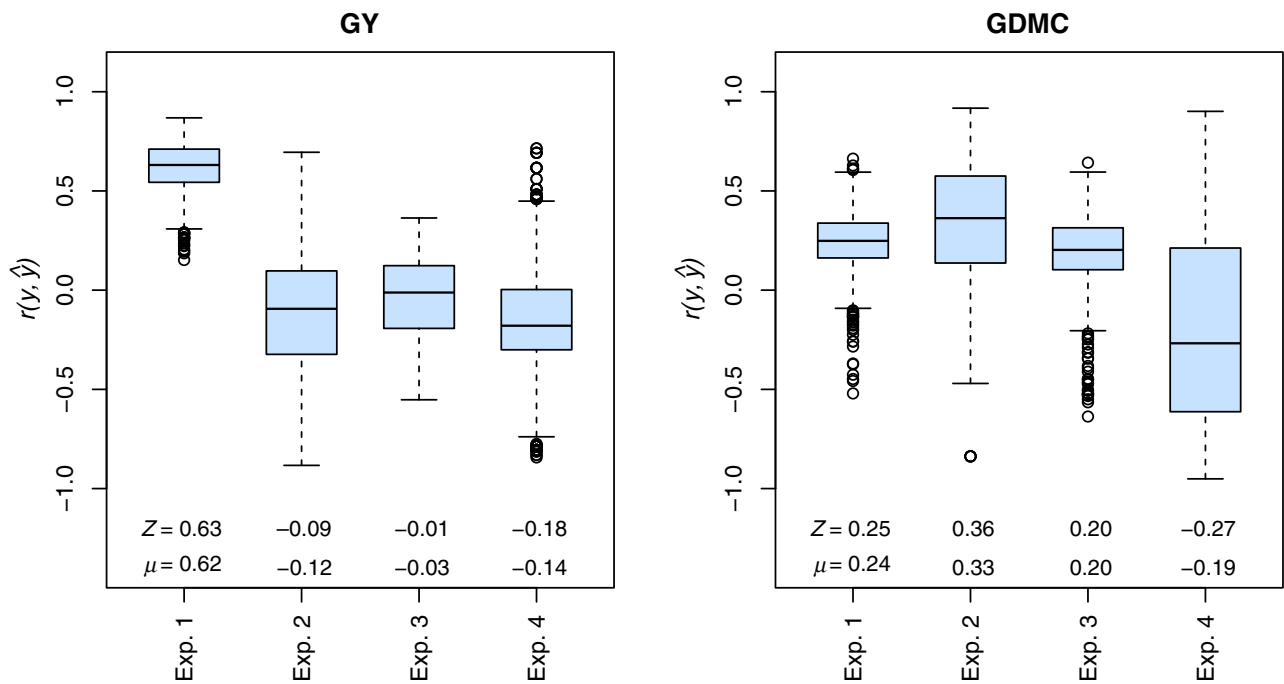 GY
r(y, ŷ)
1.0
0.5
0.0
−0.5
−1.0
Z = 0.63 −0.09 −0.01 −0.18
μ = 0.62 −0.12 −0.03 −0.14
Exp. 1
Exp. 2
Exp. 3
Exp. 4
GDMC
r(y, ŷ)
1.0
0.5
0.0
−0.5
−1.0
Z = 0.25 0.36 0.20 −0.27
μ = 0.24 0.33 0.20 −0.19
Exp. 1
Exp. 2
Exp. 3
Exp. 4